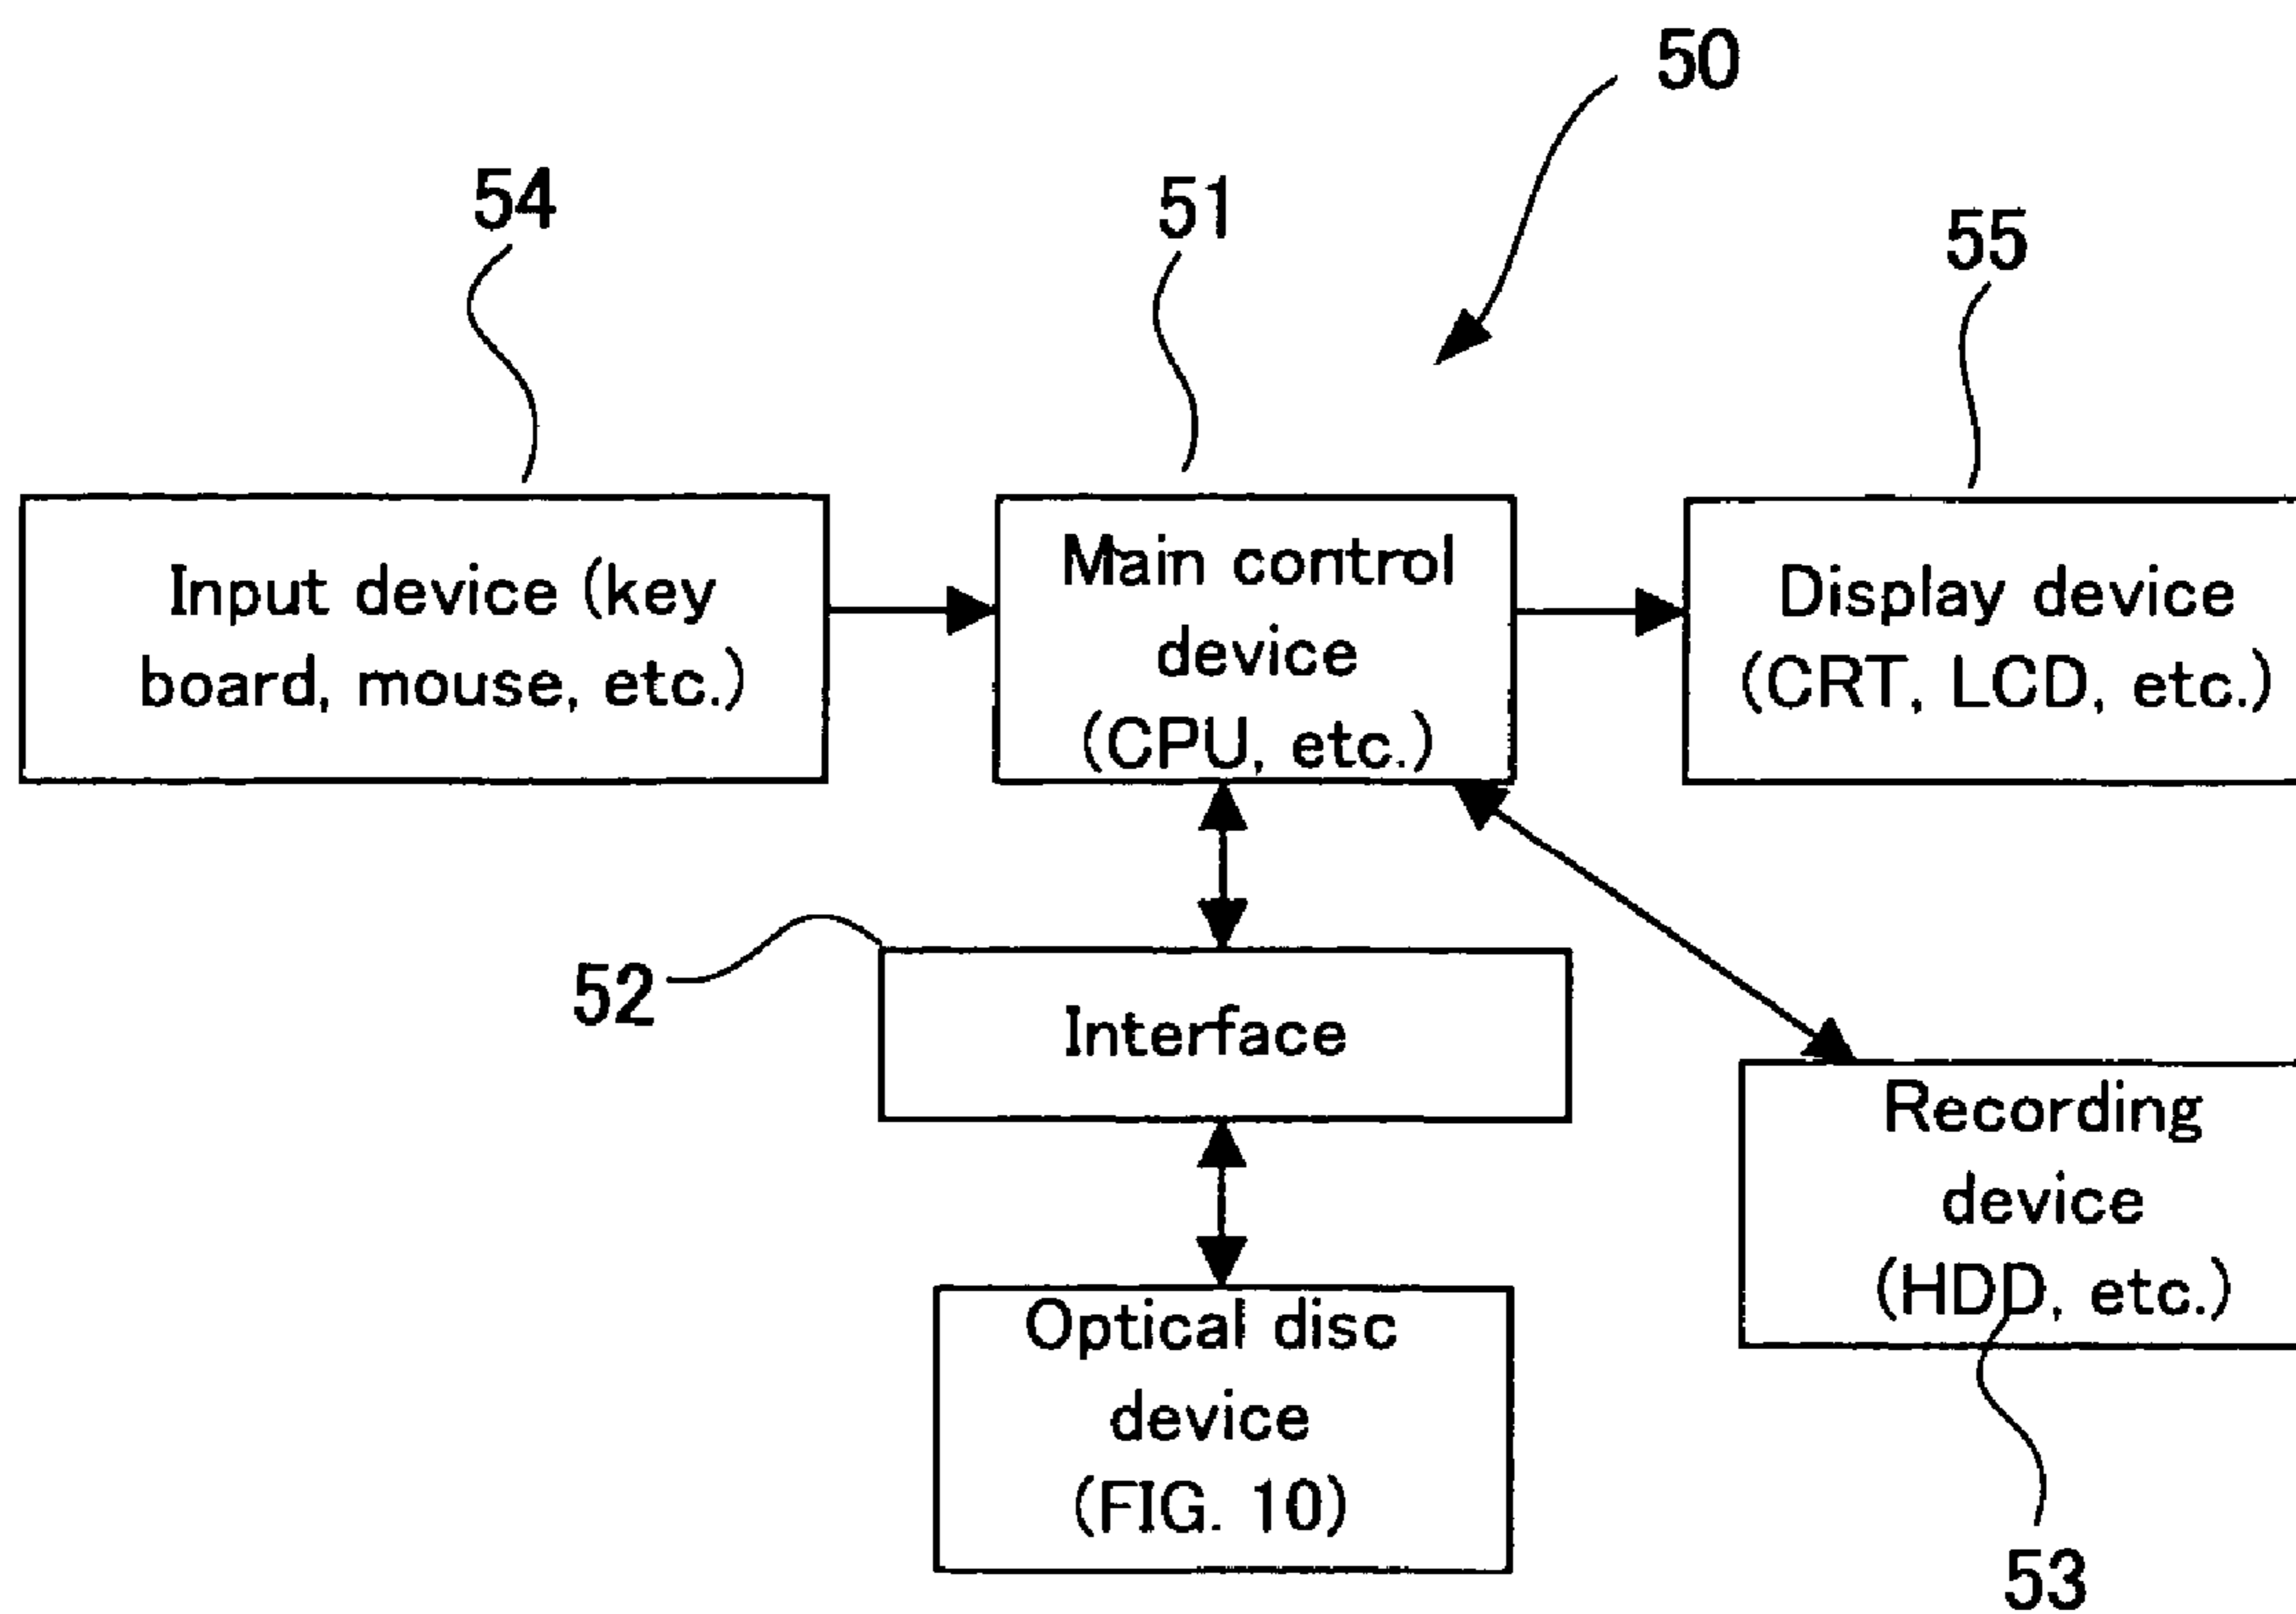 50
54
51
55
Input device (key
board, mouse, etc.)
Main control
device
(CPU, etc.)
Display device
(CRT, LCD, etc.)
52
Interface
Recording
device
(HDD, etc.)
Optical disc
device
(FIG. 10)
53